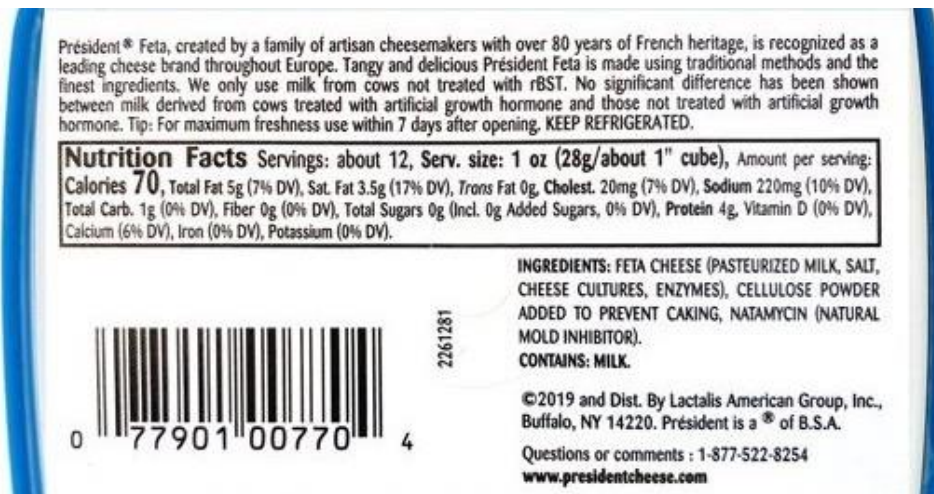 Président® Feta, created by a family of artisan cheesemakers with over 80 years of French heritage, is recognized as a
leading cheese brand throughout Europe. Tangy and delicious Président Feta is made using traditional methods and the
finest ingredients. We only use milk from cows not treated with rBST. No significant difference has been shown
between milk derived from cows treated with artificial growth hormone and those not treated with artificial growth
hormone. Tip: For maximum freshness use within 7 days after opening. KEEP REFRIGERATED.
Nutrition Facts Servings: about 12, Serv. size: 1 oz (28g/about 1" cube), Amount per serving:
Calories 70, Total Fat 5g (7% DV), Sat. Fat 3.5g (17% DV), Trans Fat 0g, Cholest. 20mg (7% DV), Sodium 220mg (10% DV),
Total Carb. 1g (0% DV), Fiber 0g (0% DV), Total Sugars 0g (Incl. 0g Added Sugars, 0% DV), Protein 4g, Vitamin D (0% DV),
Calcium (6% DV), Iron (0% DV), Potassium (0% DV).
INGREDIENTS: FETA CHEESE (PASTEURIZED MILK, SALT,
CHEESE CULTURES, ENZYMES), CELLULOSE POWDER
ADDED TO PREVENT CAKING, NATAMYCIN (NATURAL
MOLD INHIBITOR).
CONTAINS: MILK.
©2019 and Dist. By Lactalis American Group, Inc.,
Buffalo, NY 14220. Président is a ® of B.S.A.
Questions or comments : 1-877-522-8254
www.presidentcheese.com
2261281
0 77901 00770 4